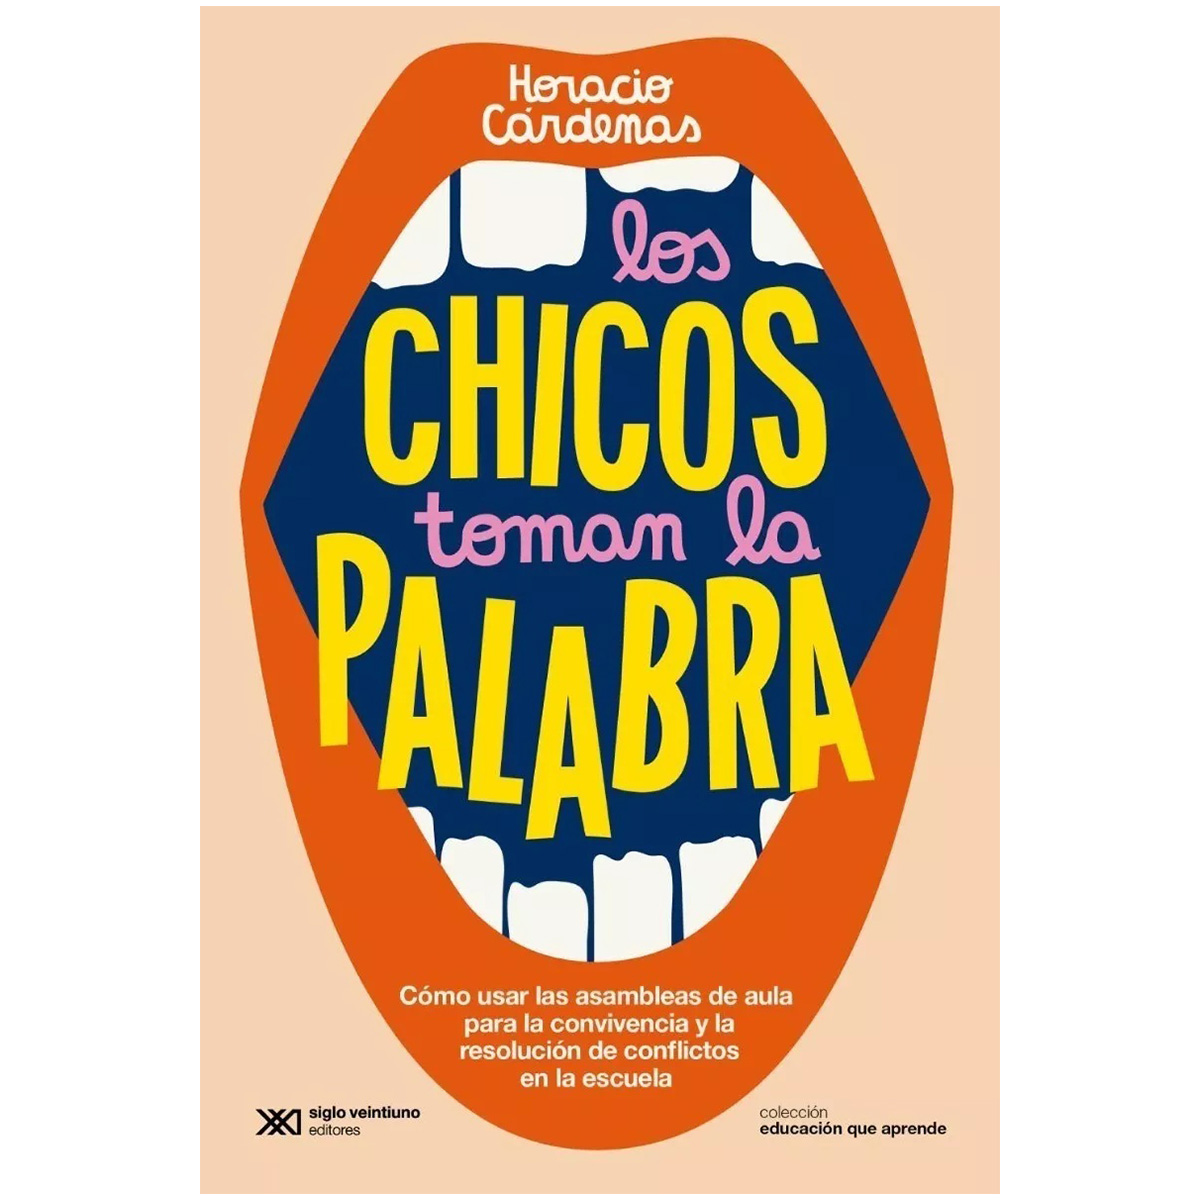 Horacio
Cárdenas
los
CHICOS
toman la
PALABRA
Cómo usar las asambleas de aula
para la convivencia y la
resolución de conflictos
en la escuela
XXI siglo veintiuno
editores
colección
educación que aprende